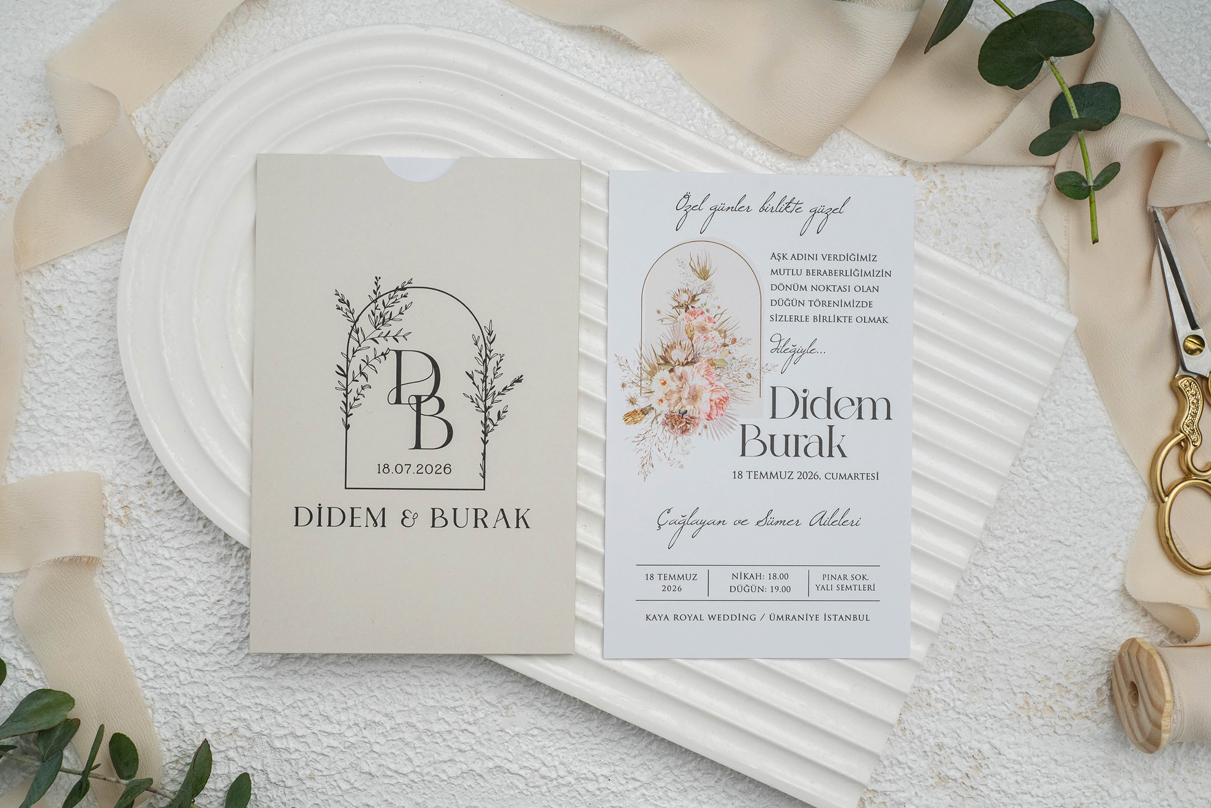 DB
18.07.2026
DİDEM & BURAK
Özel günler birlikte güzel
AŞK ADINI VERDİĞİMİZ
MUTLU BERABERLİĞİMİZİN
DÖNÜM NOKTASI OLAN
DÜĞÜN TÖRENİMİZDE
SİZLERLE BİRLİKTE OLMAK
dileğiyle...
Didem
Burak
18 TEMMUZ 2026, CUMARTESİ
Çağlayan ve Sümer Aileleri
18 TEMMUZ
2026
NİKAH: 18.00
DÜĞÜN: 19.00
PINAR SOK.
YALI SEMTLERİ
KAYA ROYAL WEDDİNG / ÜMRANİYE İSTANBUL